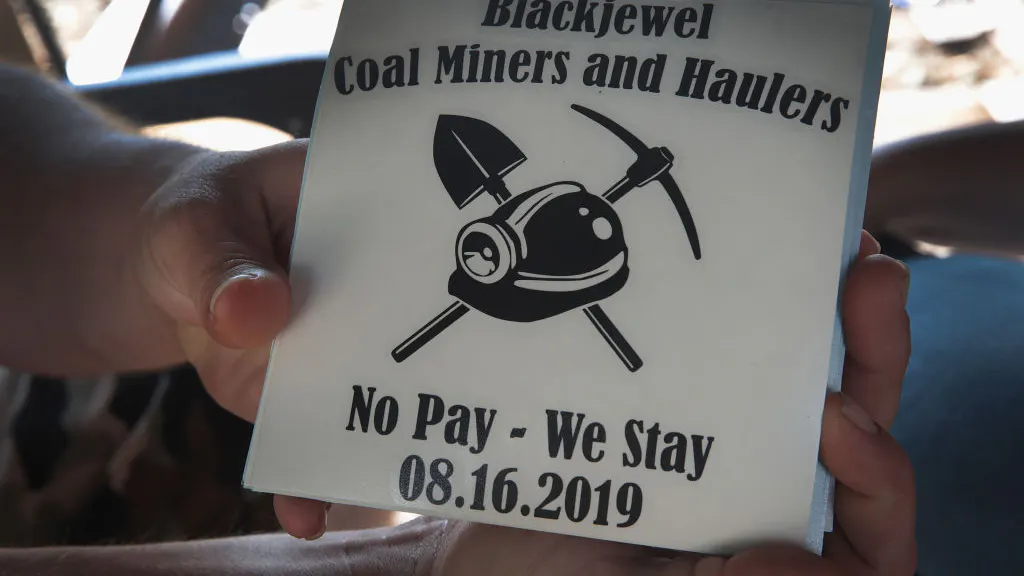 Blackjewel
Coal Miners and Haulers
No Pay - We Stay
08.16.2019